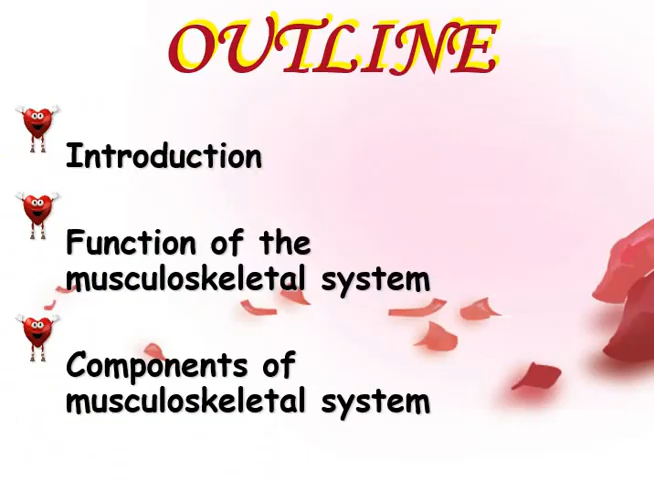 OUTLINE
Introduction
Function of the
musculoskeletal system
Components of
musculoskeletal system